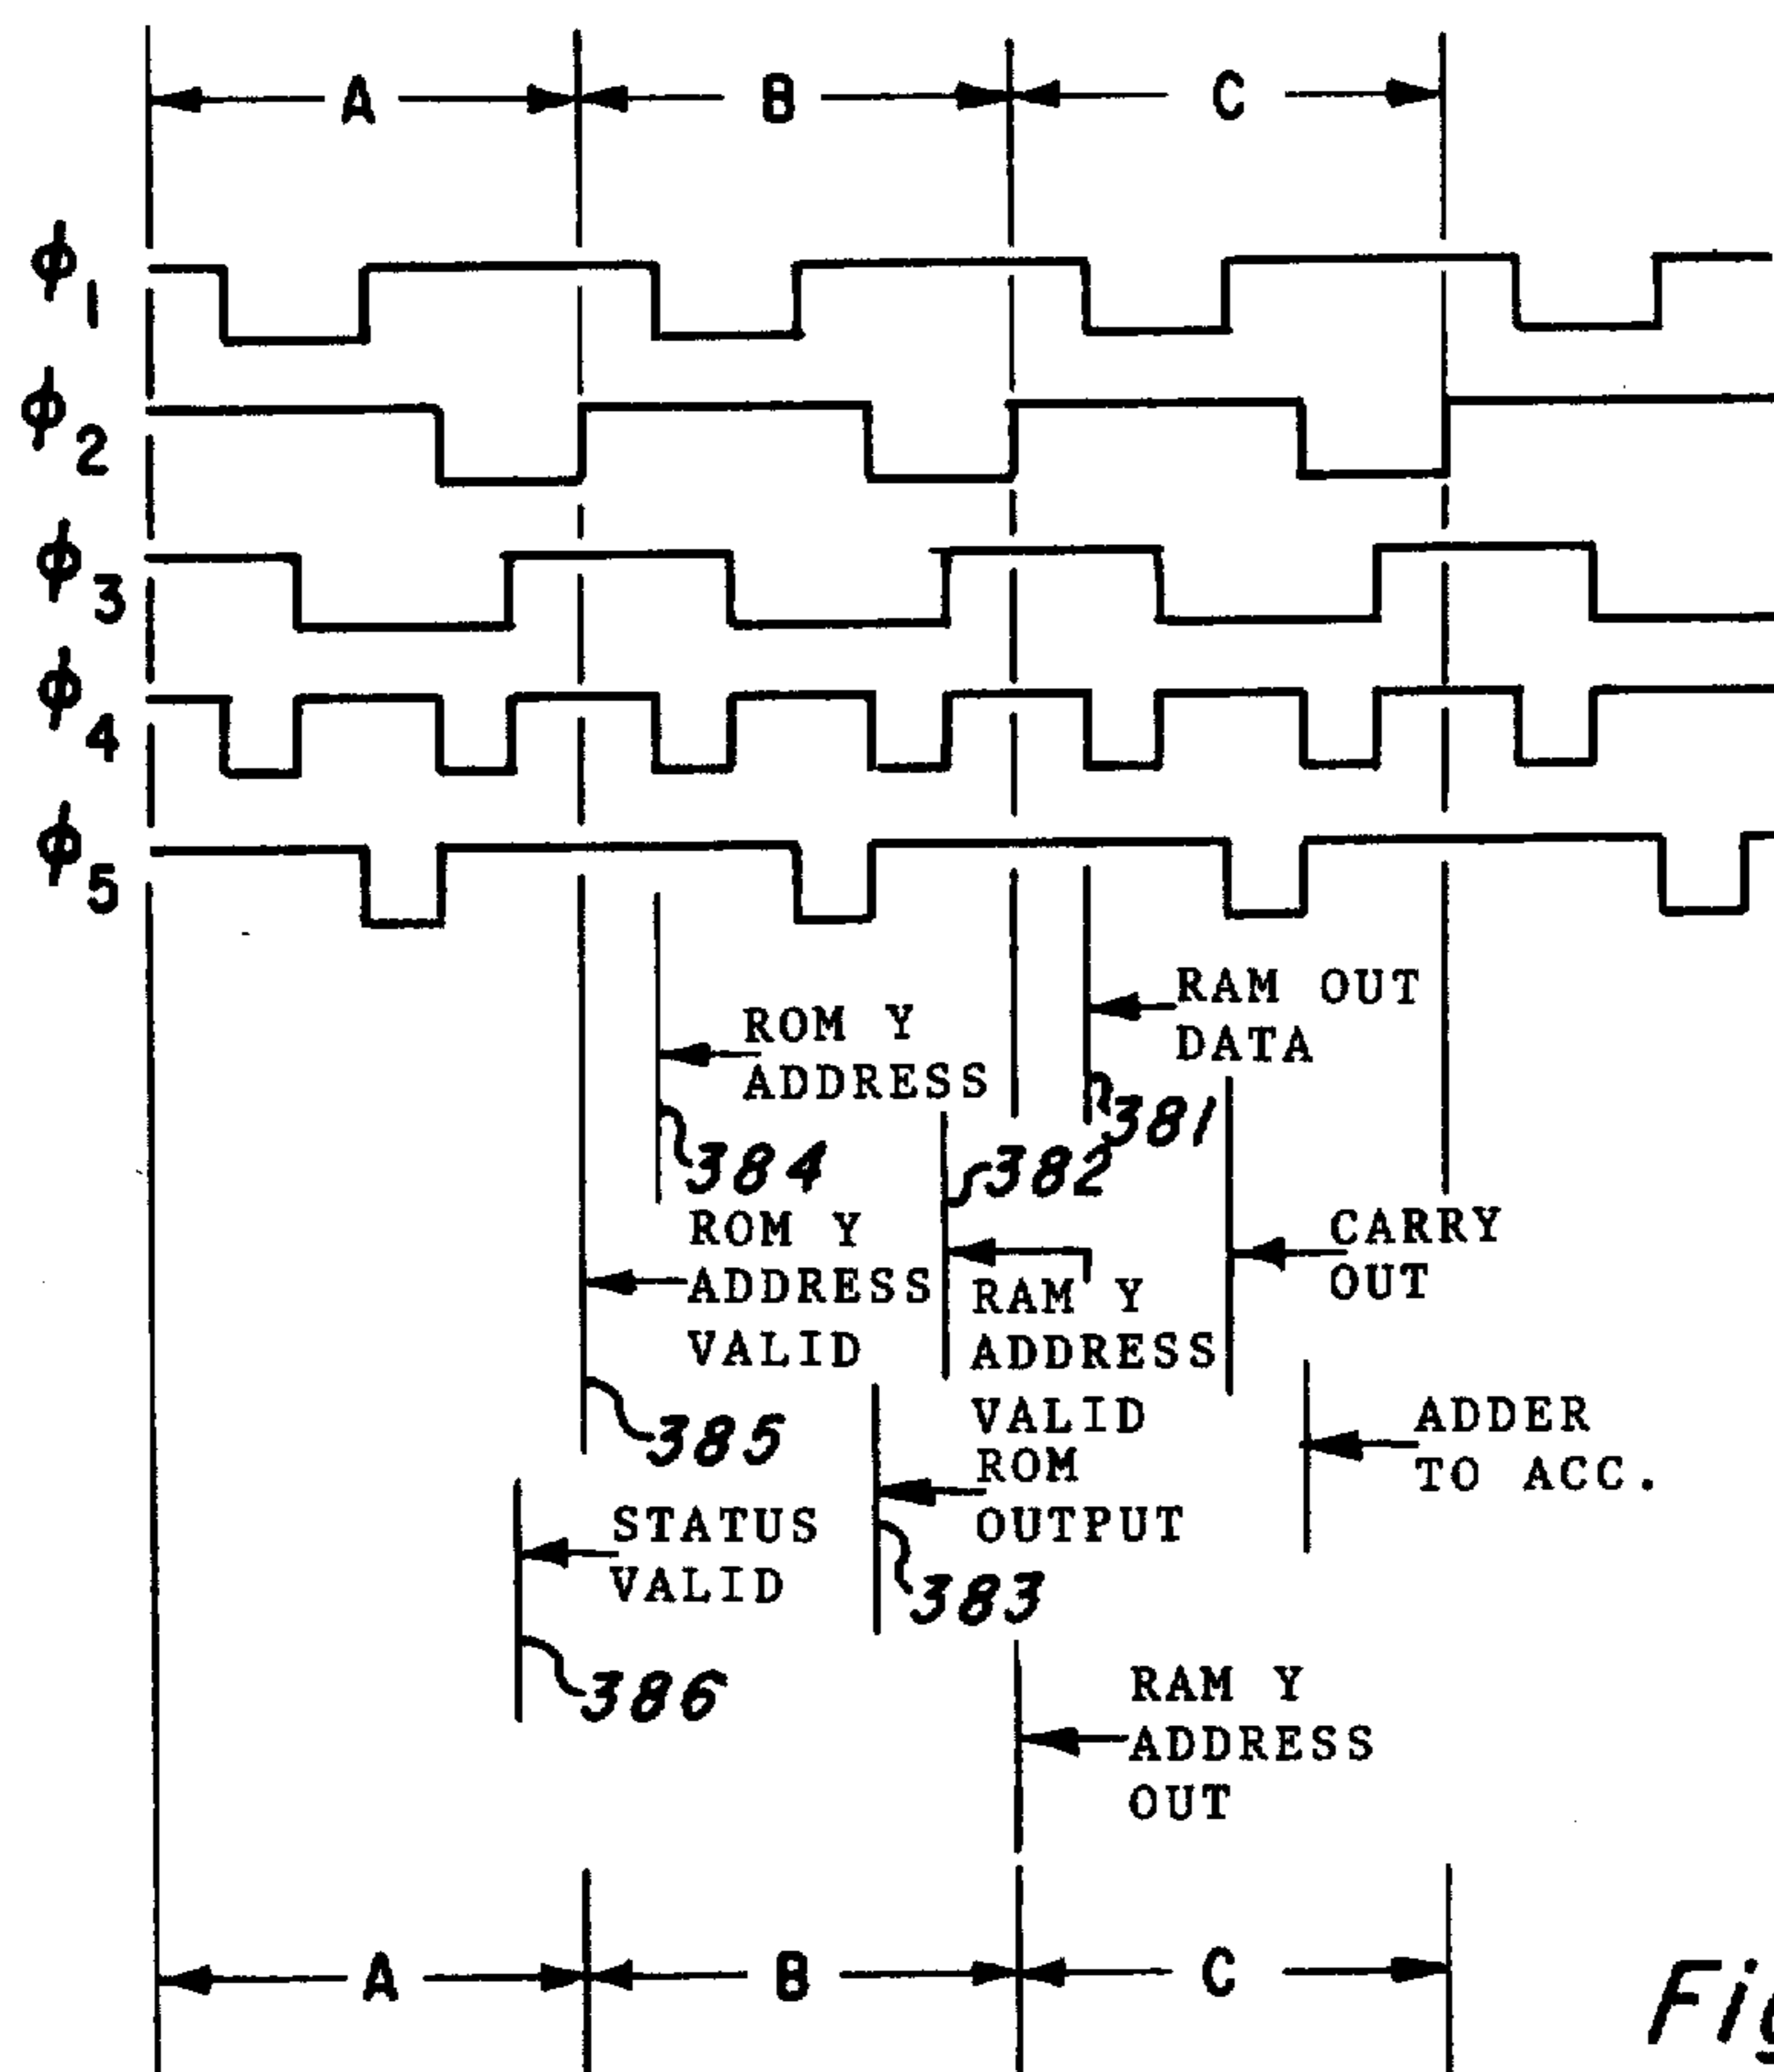 A B C
ϕ1
ϕ2
ϕ3
ϕ4
ϕ5
RAM OUT
DATA
381
ROM Y
ADDRESS
384
382
ROM Y
ADDRESS
VALID
385
CARRY
OUT
RAM Y
ADDRESS
VALID
ADDER
TO ACC.
ROM
OUTPUT
383
STATUS
VALID
386
RAM Y
ADDRESS
OUT
A B C